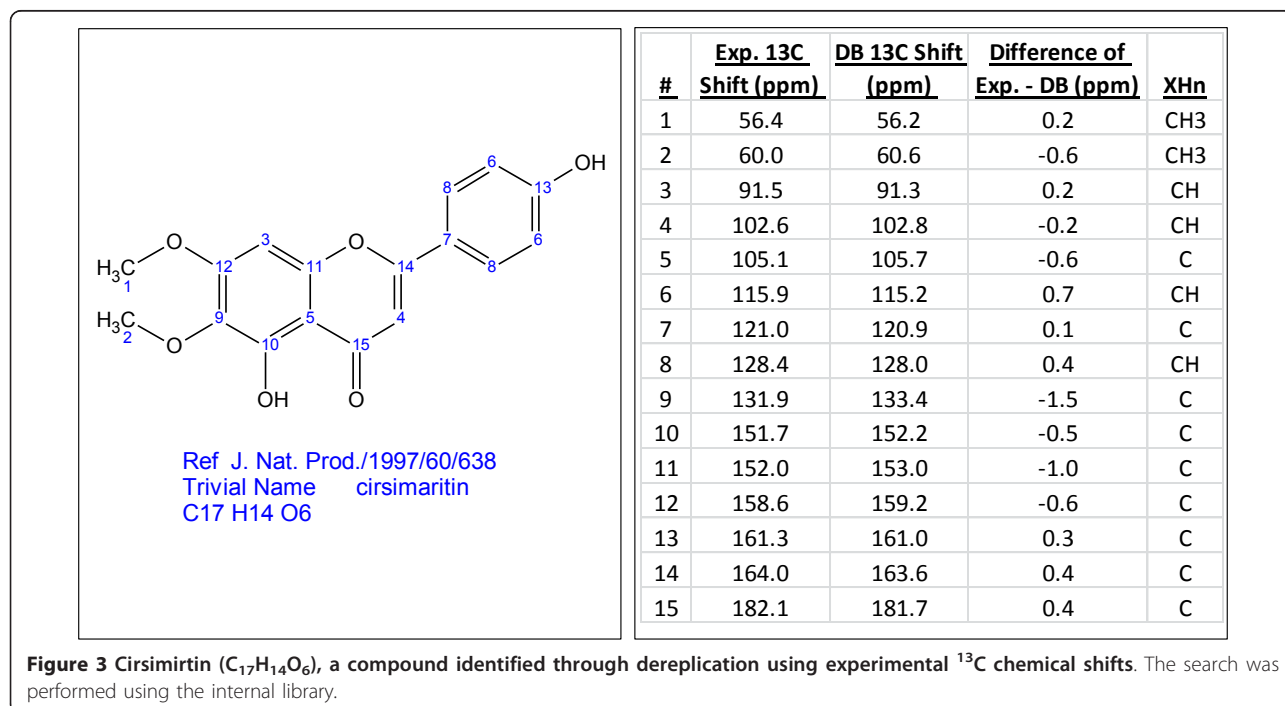 OH
6
8
13
O
3
O
7
6
H3C
12
11
14
8
1
H3C
9
5
4
2
O
10
15
OH
O
Ref J. Nat. Prod./1997/60/638
Trivial Name cirsimaritin
C17 H14 O6
# Exp. 13C Shift (ppm) DB 13C Shift (ppm) Difference of Exp. - DB (ppm) XHn
1 56.4 56.2 0.2 CH3
2 60.0 60.6 -0.6 CH3
3 91.5 91.3 0.2 CH
4 102.6 102.8 -0.2 CH
5 105.1 105.7 -0.6 C
6 115.9 115.2 0.7 CH
7 121.0 120.9 0.1 C
8 128.4 128.0 0.4 CH
9 131.9 133.4 -1.5 C
10 151.7 152.2 -0.5 C
11 152.0 153.0 -1.0 C
12 158.6 159.2 -0.6 C
13 161.3 161.0 0.3 C
14 164.0 163.6 0.4 C
15 182.1 181.7 0.4 C
Figure 3 Cirsimirtin (C17H14O6), a compound identified through dereplication using experimental 13C chemical shifts. The search was
performed using the internal library.